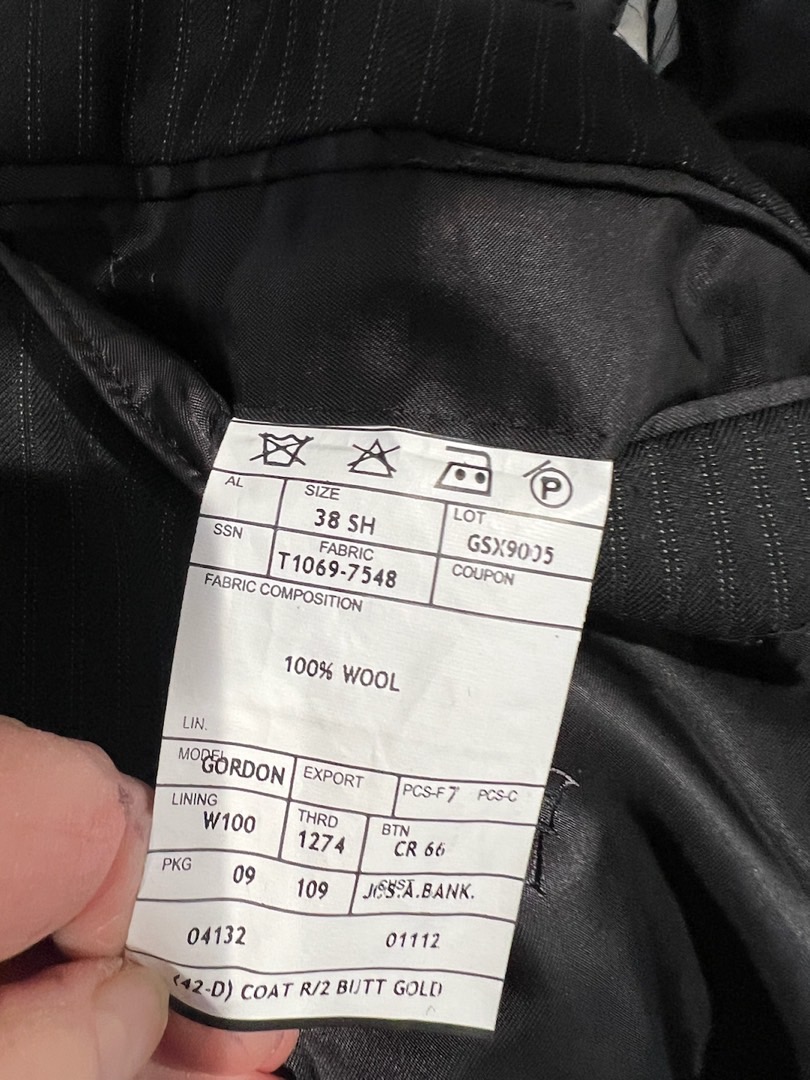 P
AL SIZE 38 SH LOT GSX9005
SSN FABRIC T1069-7548 COUPON
FABRIC COMPOSITION
100% WOOL
LIN.
MODEL GORDON EXPORT PCS-F 7 PCS-C
LINING W100 THRD 1274 BTN CR 66
PKG 09 109 CUST JOS.A.BANK.
04132 01112
(42-D) COAT R/2 BUTT GOLD